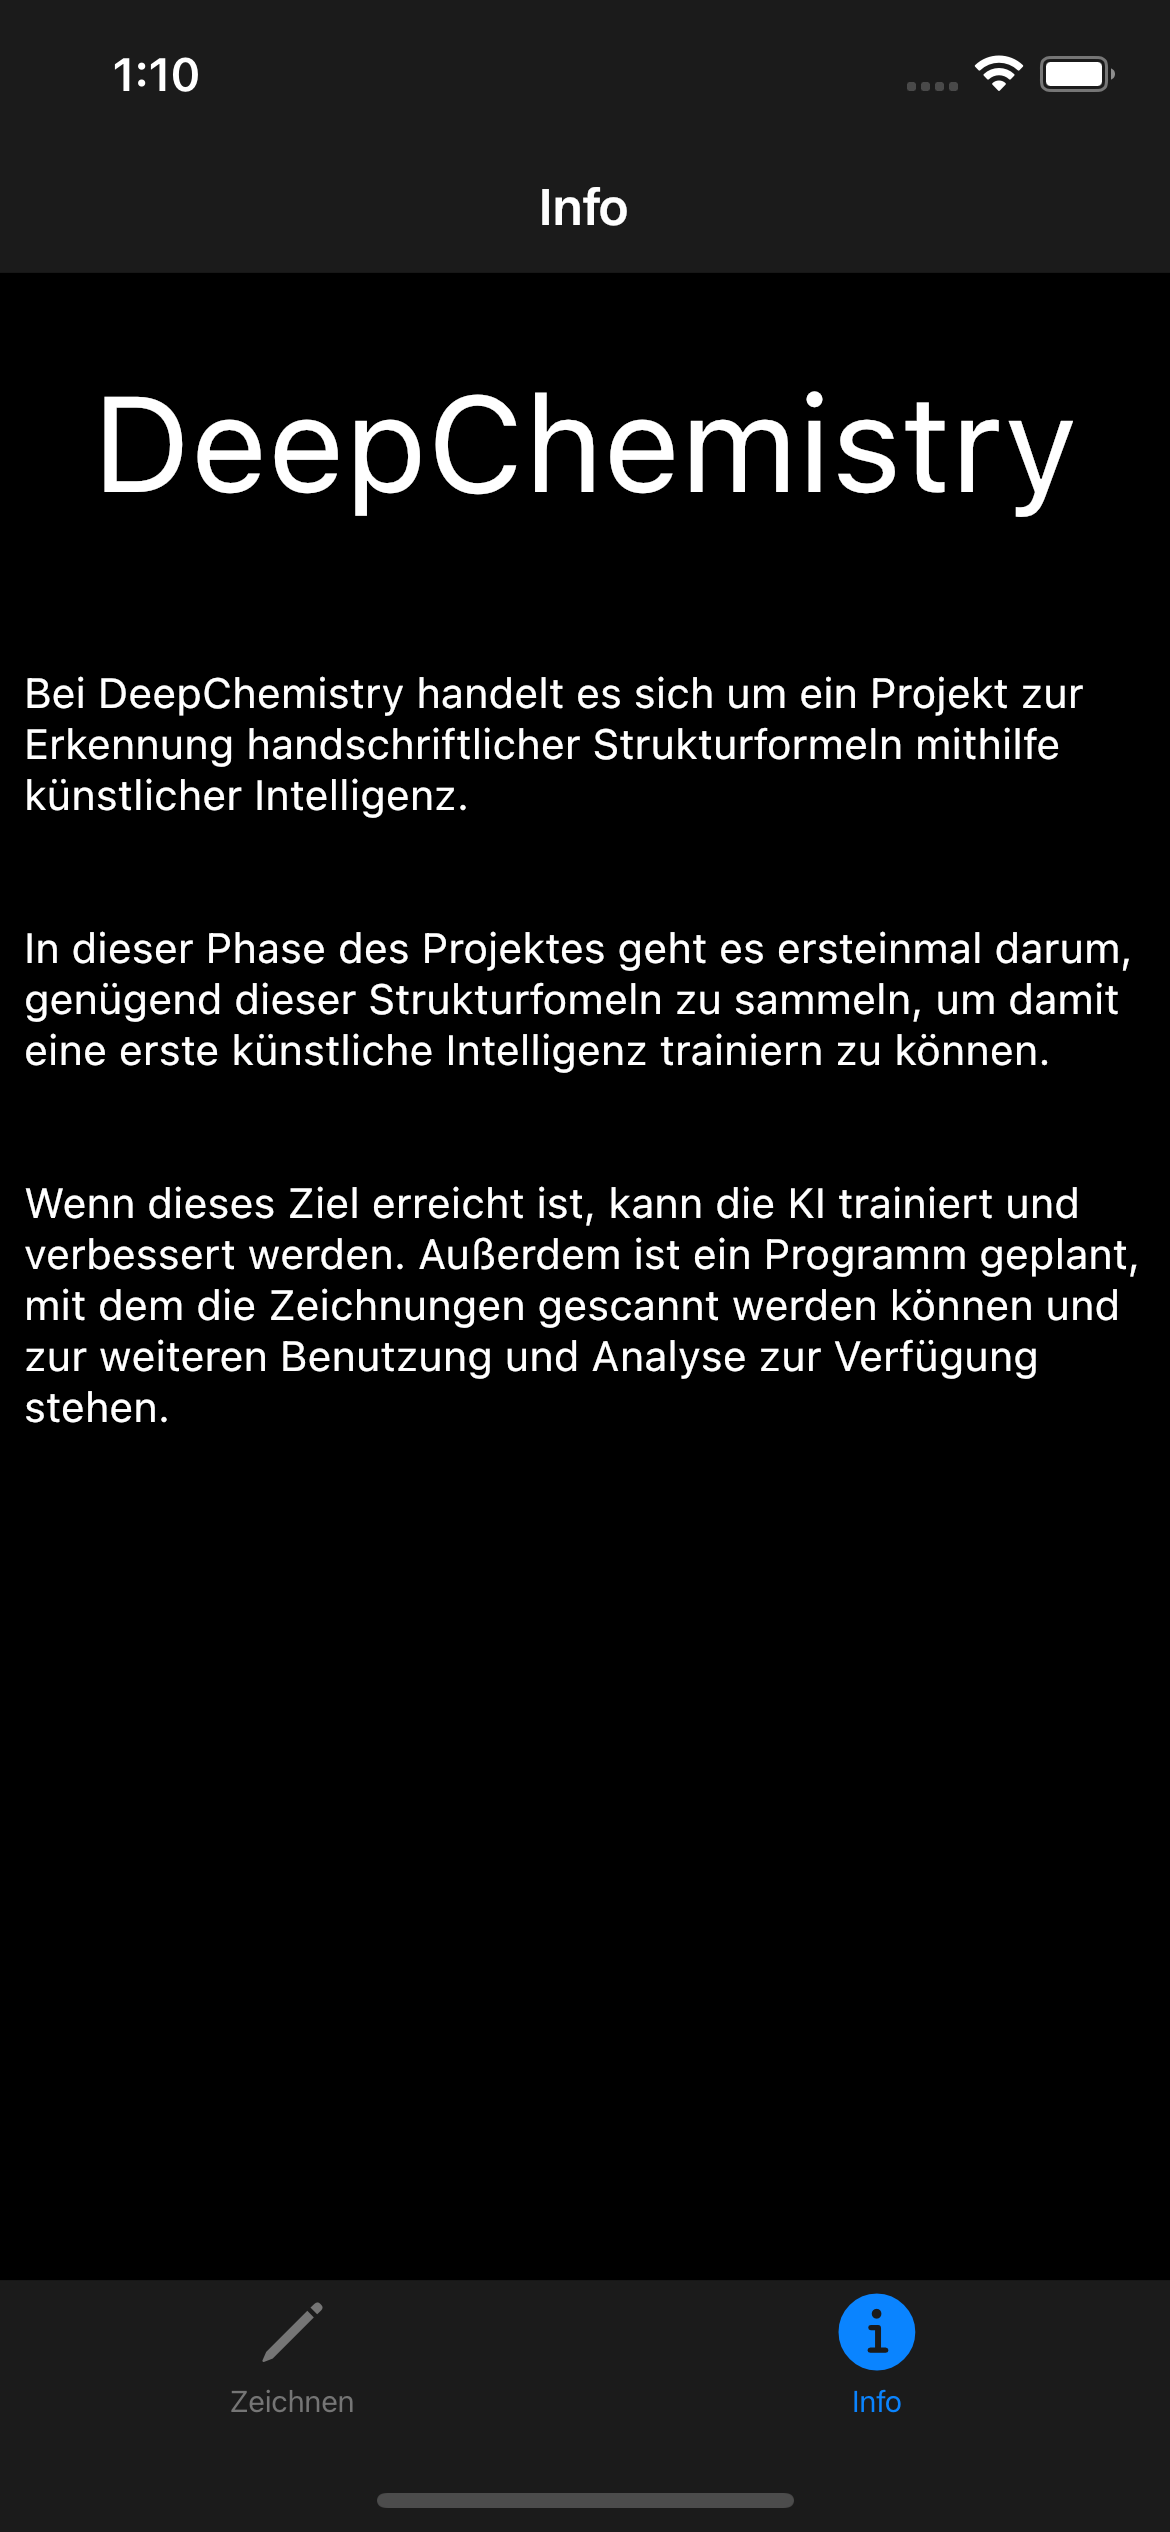 1:10
Info
DeepChemistry
Bei DeepChemistry handelt es sich um ein Projekt zur
Erkennung handschriftlicher Strukturformeln mithilfe
künstlicher Intelligenz.
In dieser Phase des Projektes geht es ersteinmal darum,
genügend dieser Strukturfomeln zu sammeln, um damit
eine erste künstliche Intelligenz trainiern zu können.
Wenn dieses Ziel erreicht ist, kann die KI trainiert und
verbessert werden. Außerdem ist ein Programm geplant,
mit dem die Zeichnungen gescannt werden können und
zur weiteren Benutzung und Analyse zur Verfügung
stehen.
Zeichnen
Info